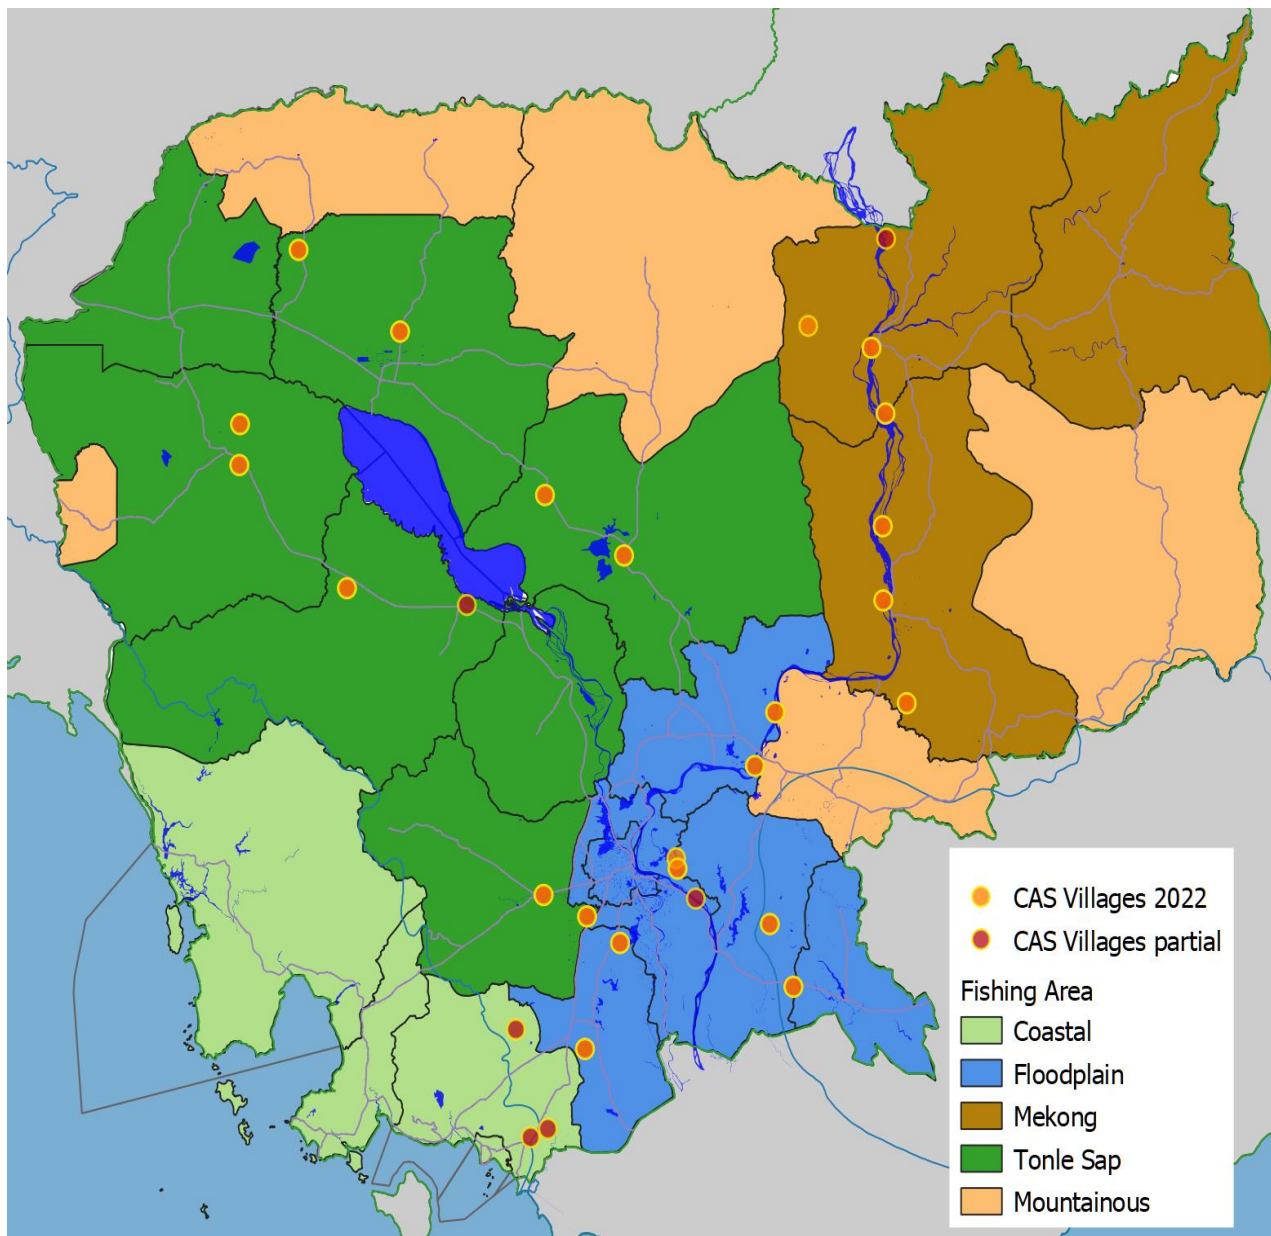 CAS Villages 2022
CAS Villages partial
Fishing Area
Coastal
Floodplain
Mekong
Tonle Sap
Mountainous